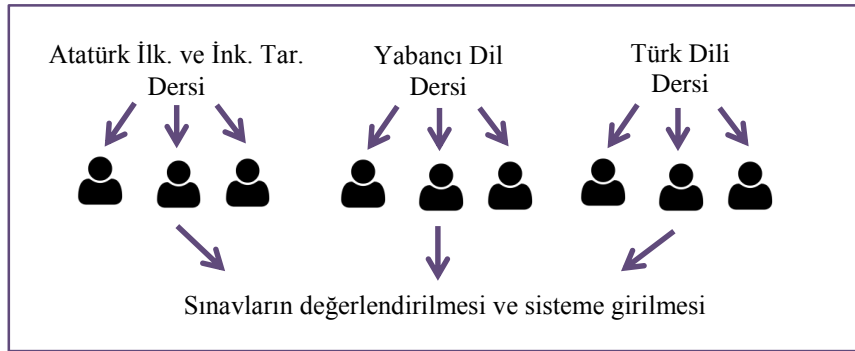 Atatürk İlk. ve İnk. Tar.
Dersi
Yabancı Dil
Dersi
Türk Dili
Dersi
Sınavların değerlendirilmesi ve sisteme girilmesi